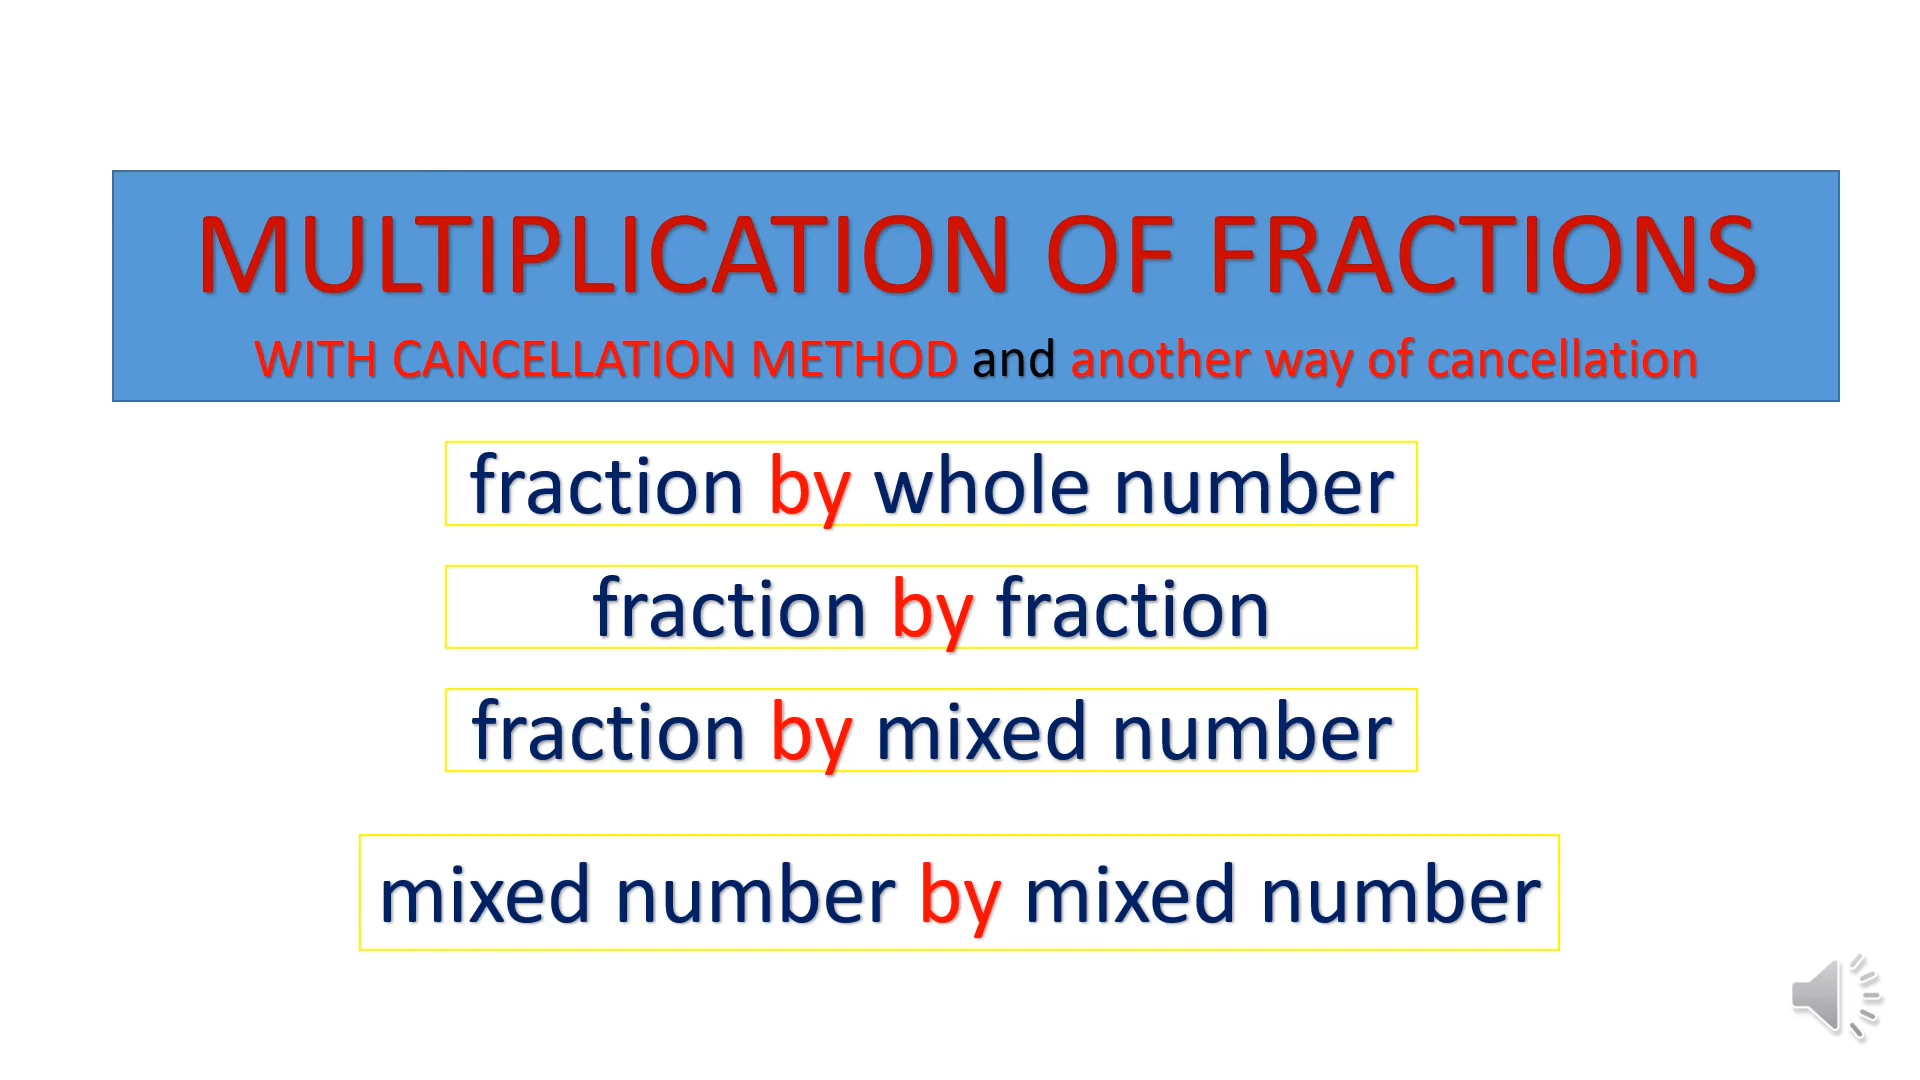 MULTIPLICATION OF FRACTIONS
WITH CANCELLATION METHOD and another way of cancellation
fraction by whole number
fraction by fraction
fraction by mixed number
mixed number by mixed number